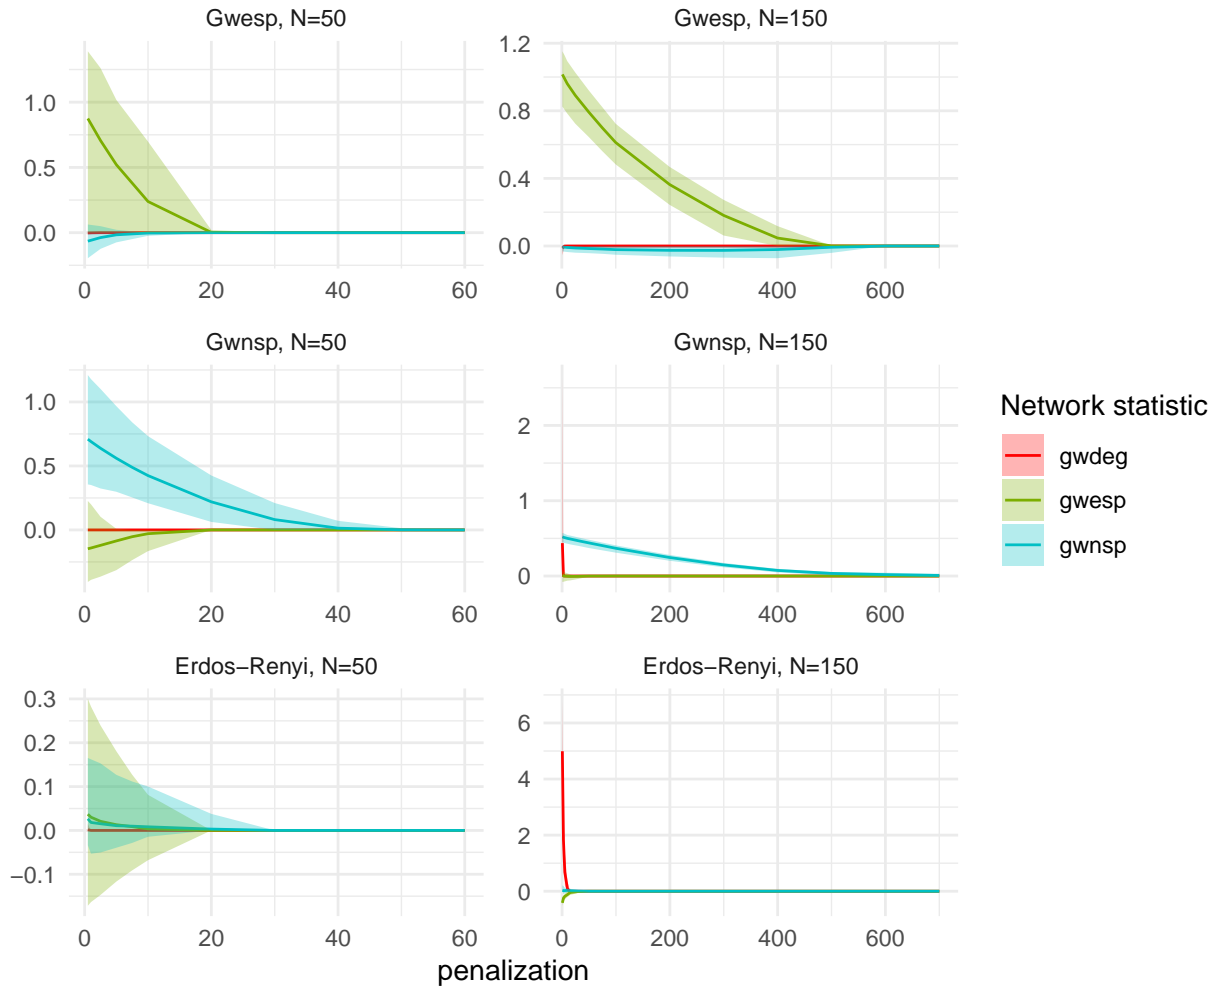 Gwesp, N=50
Gwesp, N=150
1.0
0.5
0.0
0 20 40 60
1.2
0.8
0.4
0.0
0 200 400 600
Gwnsp, N=50
Gwnsp, N=150
1.0
0.5
0.0
0 20 40 60
2
1
0
0 200 400 600
Erdos−Renyi, N=50
Erdos−Renyi, N=150
0.3
0.2
0.1
0.0
−0.1
0 20 40 60
6
4
2
0
0 200 400 600
penalization
Network statistic
gwdeg
gwesp
gwnsp